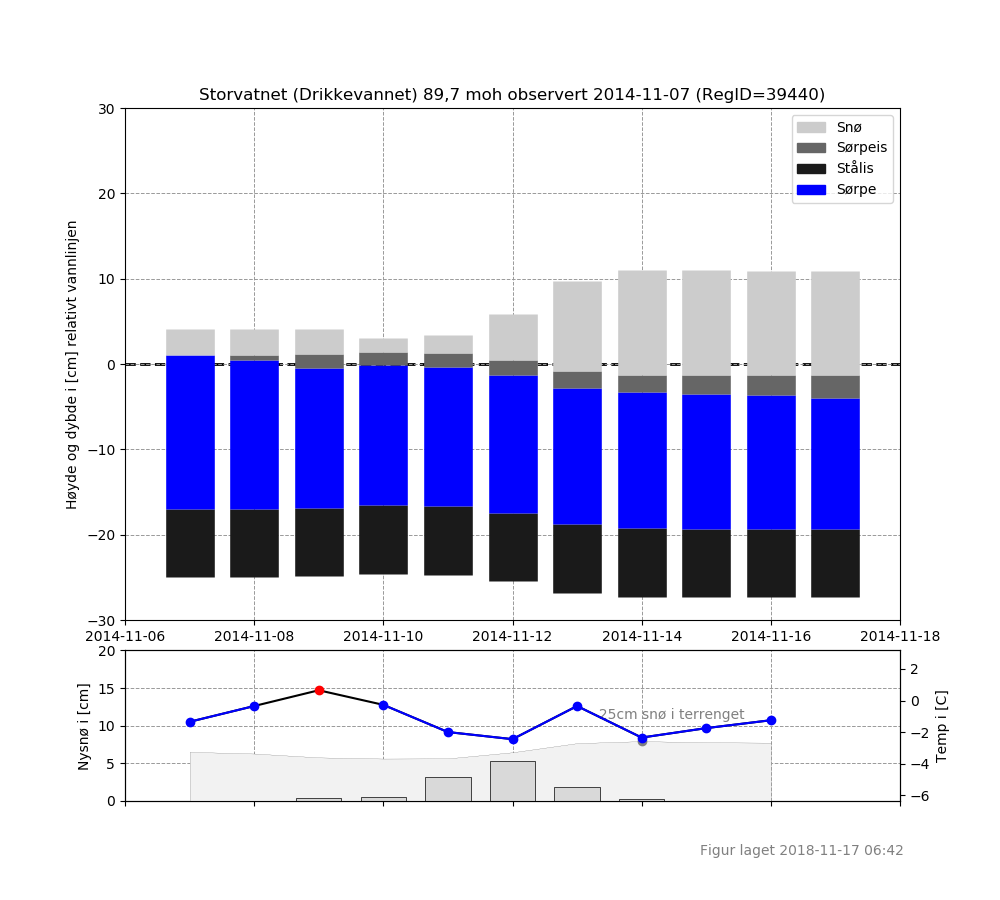 Storvatnet (Drikkevannet) 89,7 moh observert 2014-11-07 (RegID=39440)
Høyde og dybde i [cm] relativt vannlinjen
30
20
10
0
−10
−20
−30
Snø
Sørpeis
Stålis
Sørpe
2014-11-06 2014-11-08 2014-11-10 2014-11-12 2014-11-14 2014-11-16 2014-11-18
Nysnø i [cm]
20
15
10
5
0
25cm snø i terrenget
2
0
−2
−4
−6
Temp i [C]
Figur laget 2018-11-17 06:42